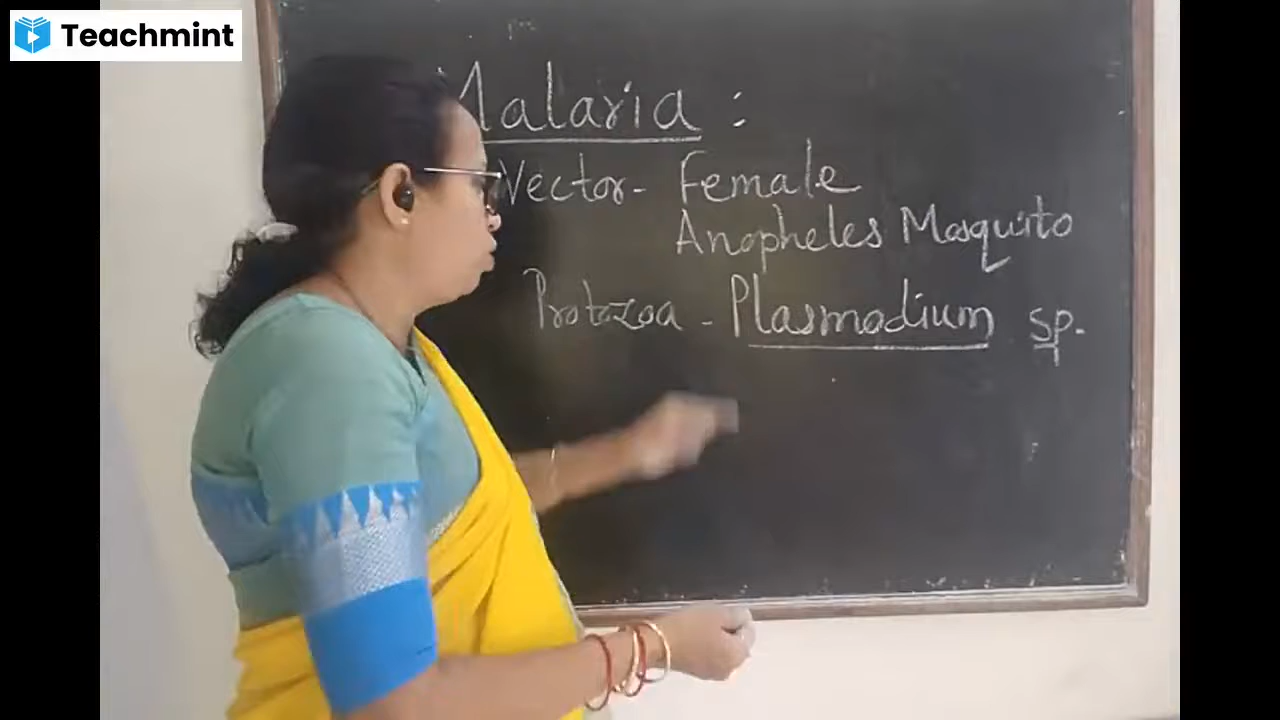 Teachmint
Malaria :
Vector - Female
Anopheles Mosquito
Protozoa - Plasmodium sp.